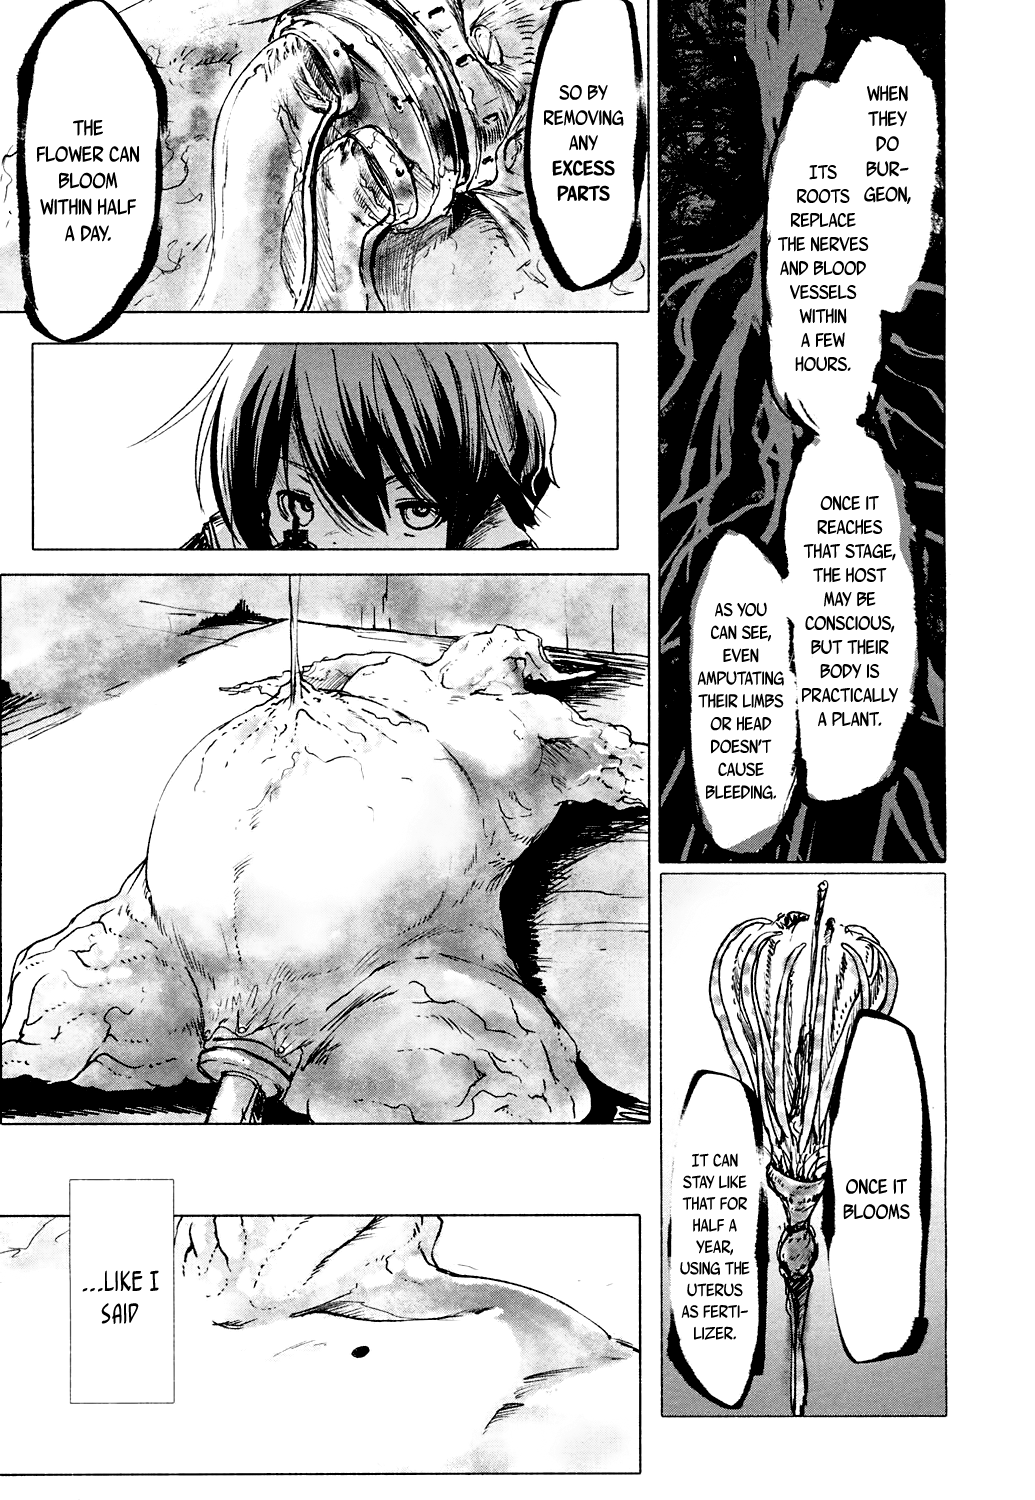 WHEN
THEY
DO
BUR-
GEON,
ITS
ROOTS
REPLACE
THE NERVES
AND BLOOD
VESSELS
WITHIN
A FEW
HOURS.
ONCE IT
REACHES
THAT STAGE,
THE HOST
MAY BE
CONSCIOUS,
BUT THEIR
BODY IS
PRACTICALLY
A PLANT.
AS YOU
CAN SEE,
EVEN
AMPUTATING
THEIR LIMBS
OR HEAD
DOESN'T
CAUSE
BLEEDING.
ONCE IT
BLOOMS
IT CAN
STAY LIKE
THAT FOR
HALF A
YEAR,
USING THE
UTERUS
AS FERTI-
LIZER.
SO BY
REMOVING
ANY
EXCESS
PARTS
THE
FLOWER CAN
BLOOM
WITHIN HALF
A DAY.
...LIKE I
SAID